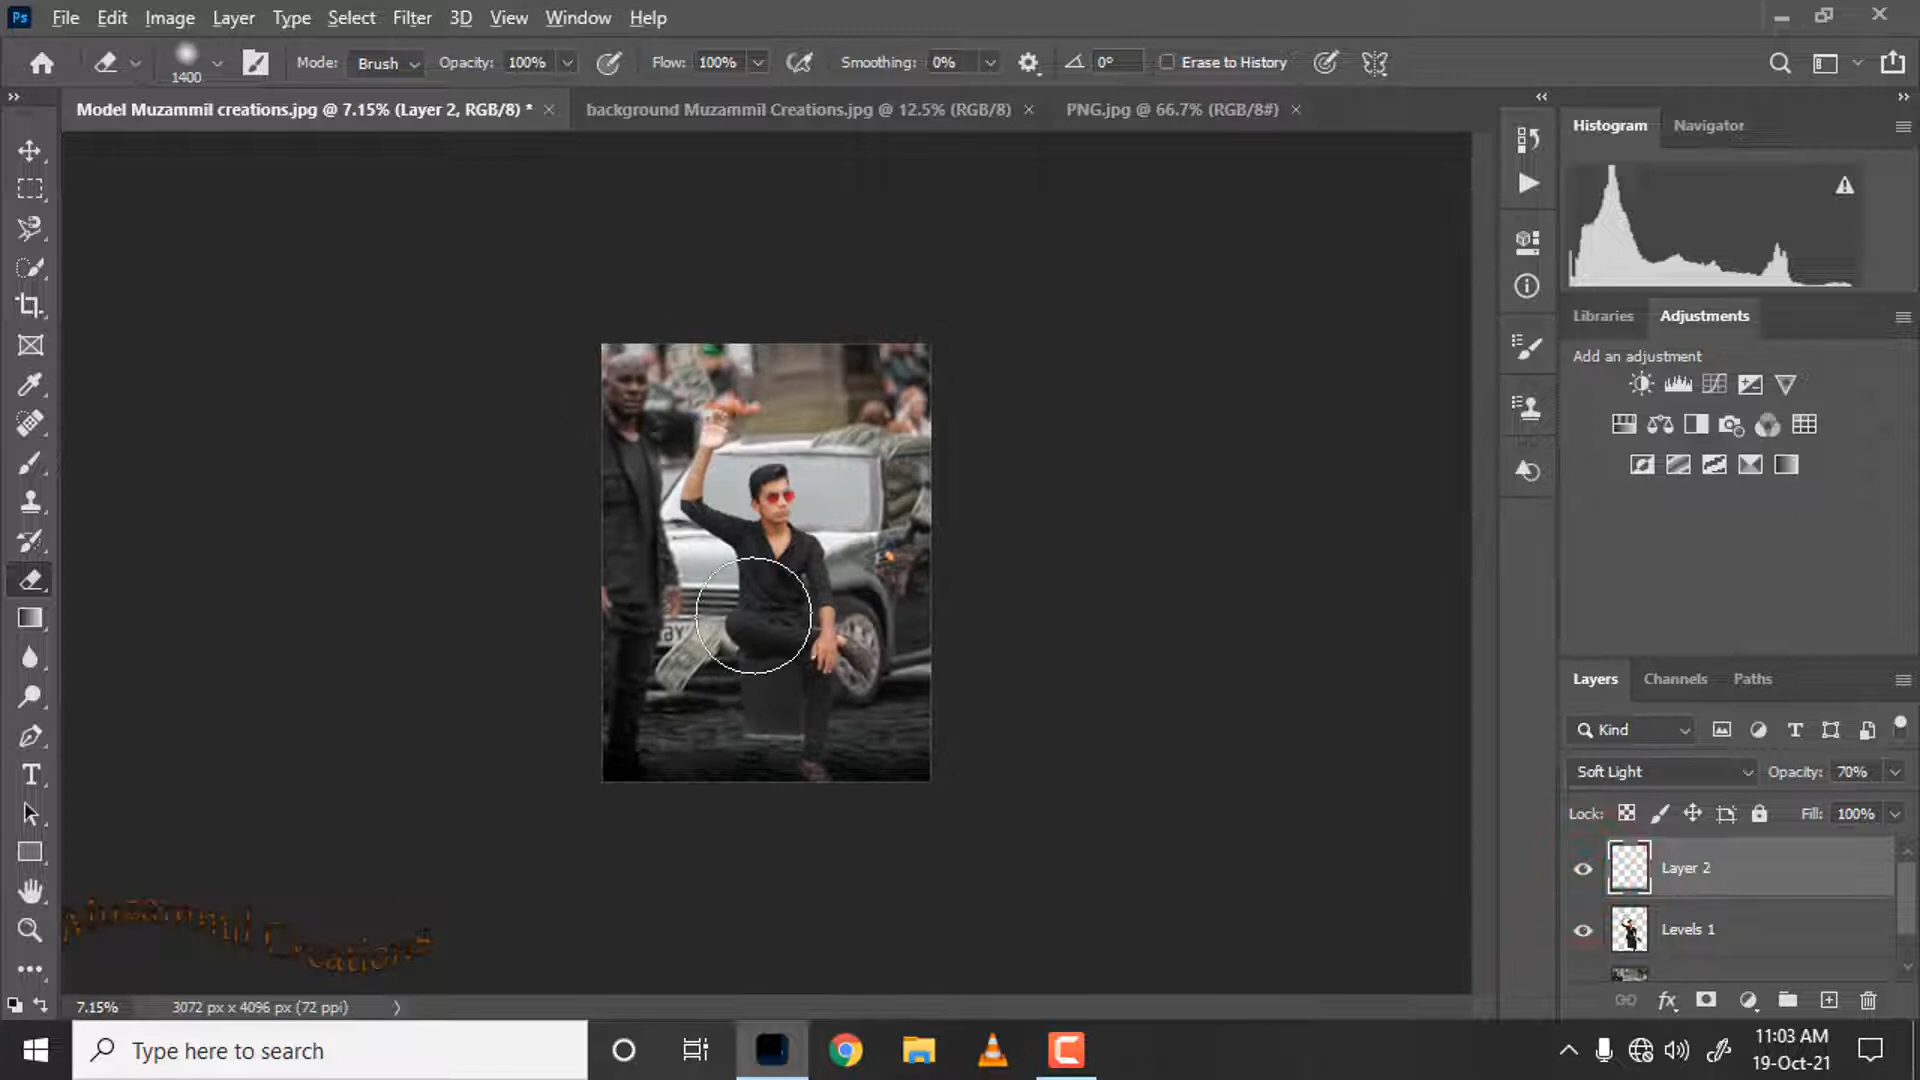 Ps File Edit Image Layer Select Filter 3D View Window Help
Type
1400 Mode: Brush Opacity: 100% Flow: 100% Smoothing: 0% 0° Erase to History
Model Muzammil creations.jpg @ 7.15% (Layer 2, RGB/8) *
background Muzammil Creations.jpg @ 12.5% (RGB/8)
PNG.jpg @ 66.7% (RGB/8#)
Histogram Navigator
Libraries Adjustments
Add an adjustment
Layers Channels Paths
Kind
Soft Light Opacity: 70%
Lock: Fill: 100%
Layer 2
Levels 1
Muzammil Creations
7.15% 3072 px x 4096 px (72 ppi)
Type here to search
11:03 AM
19-Oct-21